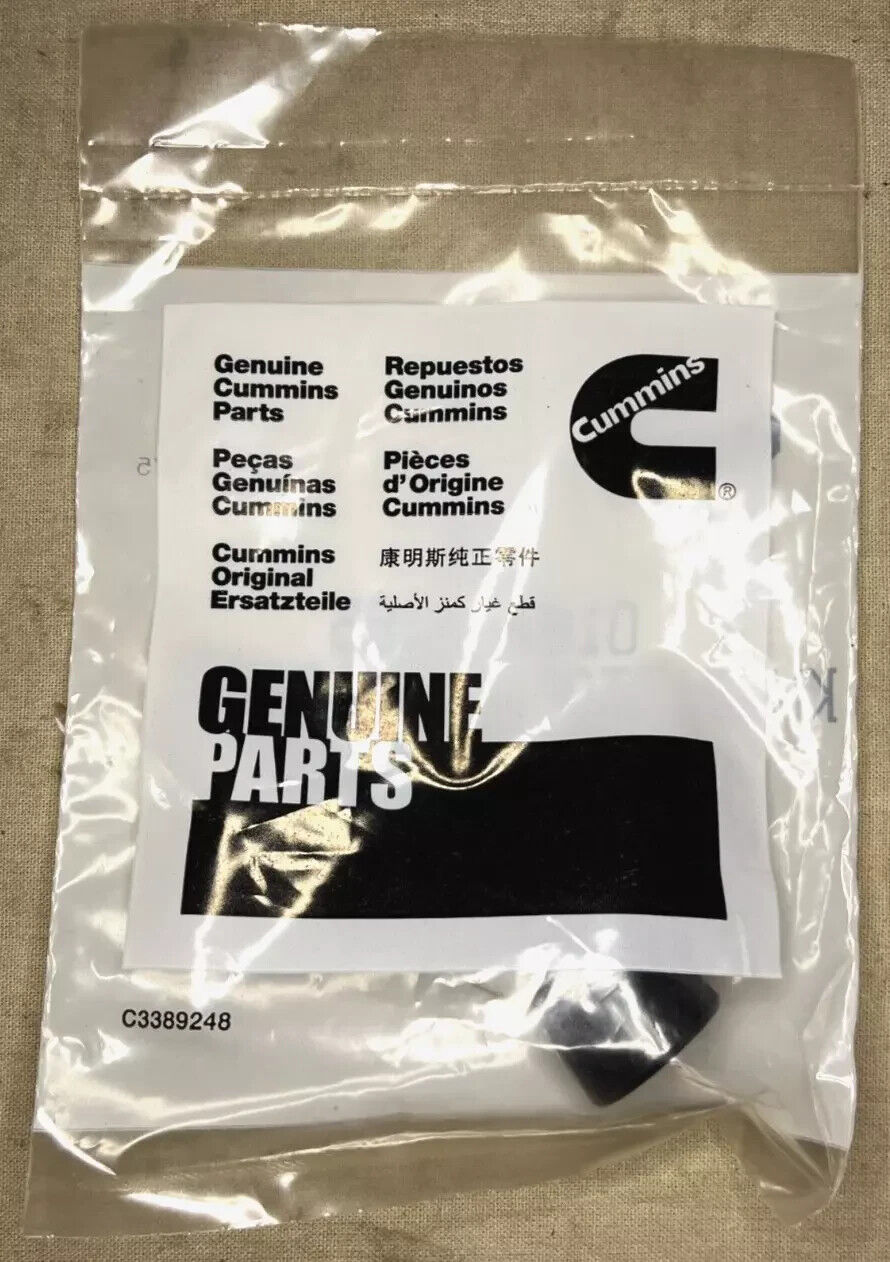 Genuine
Cummins
Parts
Repuestos
Genuinos
Cummins
Peças
Genuínas
Cummins
Pièces
d'Origine
Cummins
Cummins
Original
Ersatzteile
康明斯纯正零件
قطع غيار كمنز الأصلية
Cummins
®
GENUINE
PARTS
C3389248